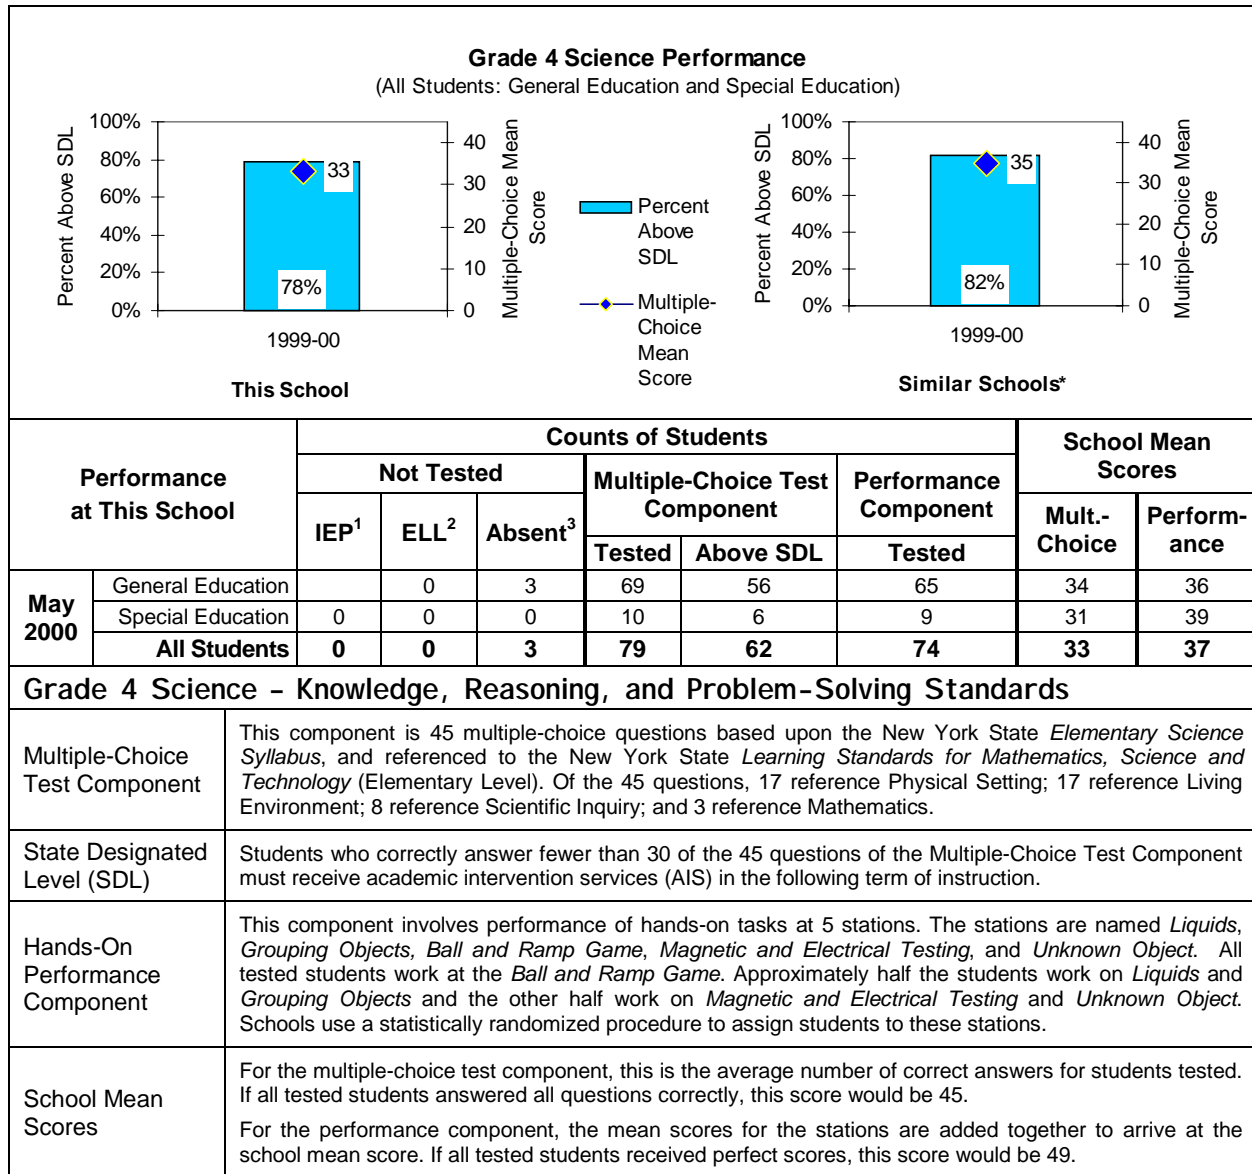 Grade 4 Science Performance
(All Students: General Education and Special Education)
Percent Above SDL
100%
80%
60%
40%
20%
0%
33
78%
1999-00
40
30
20
10
0
Multiple-Choice Mean
Score
This School
Percent
Above
SDL
Multiple-
Choice
Mean
Score
Percent Above SDL
100%
80%
60%
40%
20%
0%
35
82%
1999-00
40
30
20
10
0
Multiple-Choice Mean
Score
Similar Schools*
Performance
at This School
Counts of Students
School Mean
Scores
Not Tested
Multiple-Choice Test
Component
Performance
Component
IEP1 ELL2 Absent3
Mult.-
Choice
Perform-
ance
Tested Above SDL Tested
May
2000
General Education 0 3 69 56 65 34 36
Special Education 0 0 0 10 6 9 31 39
All Students 0 0 3 79 62 74 33 37
Grade 4 Science – Knowledge, Reasoning, and Problem-Solving Standards
Multiple-Choice
Test Component
This component is 45 multiple-choice questions based upon the New York State Elementary Science
Syllabus, and referenced to the New York State Learning Standards for Mathematics, Science and
Technology (Elementary Level). Of the 45 questions, 17 reference Physical Setting; 17 reference Living
Environment; 8 reference Scientific Inquiry; and 3 reference Mathematics.
State Designated
Level (SDL)
Students who correctly answer fewer than 30 of the 45 questions of the Multiple-Choice Test Component
must receive academic intervention services (AIS) in the following term of instruction.
Hands-On
Performance
Component
This component involves performance of hands-on tasks at 5 stations. The stations are named Liquids,
Grouping Objects, Ball and Ramp Game, Magnetic and Electrical Testing, and Unknown Object. All
tested students work at the Ball and Ramp Game. Approximately half the students work on Liquids and
Grouping Objects and the other half work on Magnetic and Electrical Testing and Unknown Object.
Schools use a statistically randomized procedure to assign students to these stations.
School Mean
Scores
For the multiple-choice test component, this is the average number of correct answers for students tested.
If all tested students answered all questions correctly, this score would be 45.
For the performance component, the mean scores for the stations are added together to arrive at the
school mean score. If all tested students received perfect scores, this score would be 49.